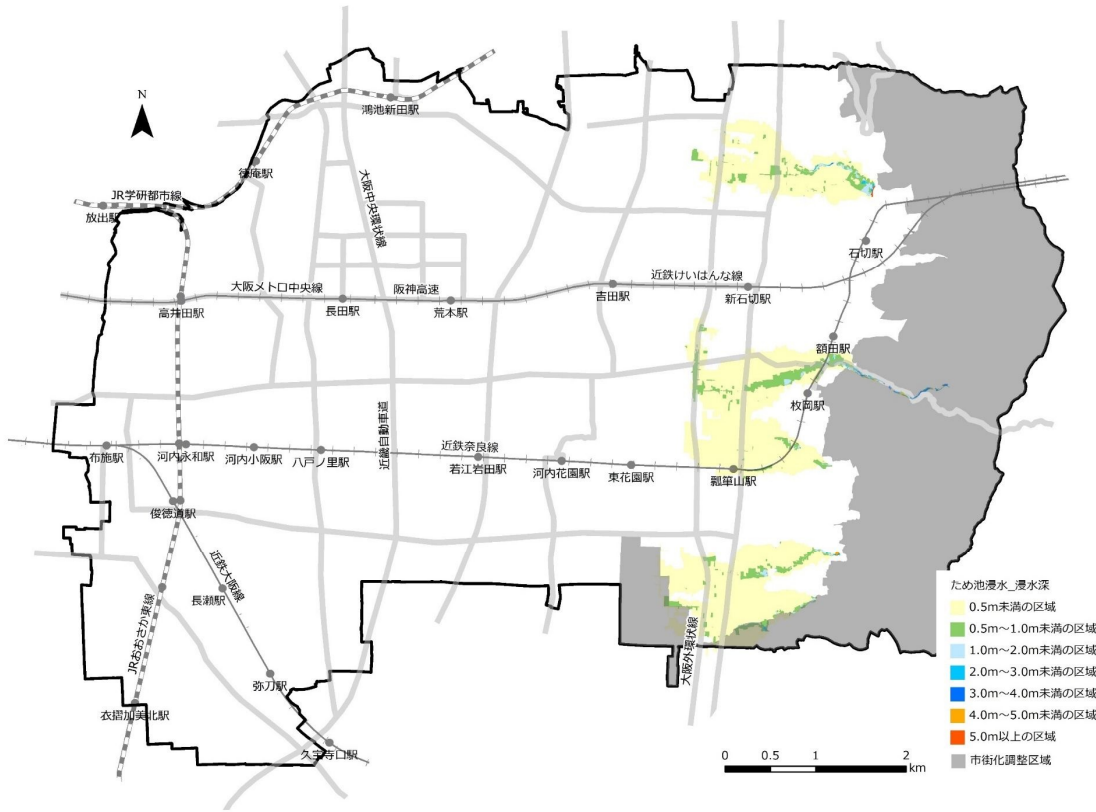 N
鴻池新田駅
徳庵駅
JR学研都市線
放出駅
大阪中央環状線
石切駅
近鉄けいはんな線
大阪メトロ中央線
阪神高速
吉田駅
新石切駅
高井田駅
長田駅
荒本駅
額田駅
枚岡駅
近畿自動車道
近鉄奈良線
布施駅
河内永和駅
河内小阪駅
八戸ノ里駅
若江岩田駅
河内花園駅
東花園駅
瓢箪山駅
俊徳道駅
近鉄大阪線
長瀬駅
JRおおさか東線
大阪外環状線
弥刀駅
衣摺加美北駅
久宝寺口駅
ため池浸水_浸水深
0.5m未満の区域
0.5m～1.0m未満の区域
1.0m～2.0m未満の区域
2.0m～3.0m未満の区域
3.0m～4.0m未満の区域
4.0m～5.0m未満の区域
5.0m以上の区域
市街化調整区域
0 0.5 1 2
km